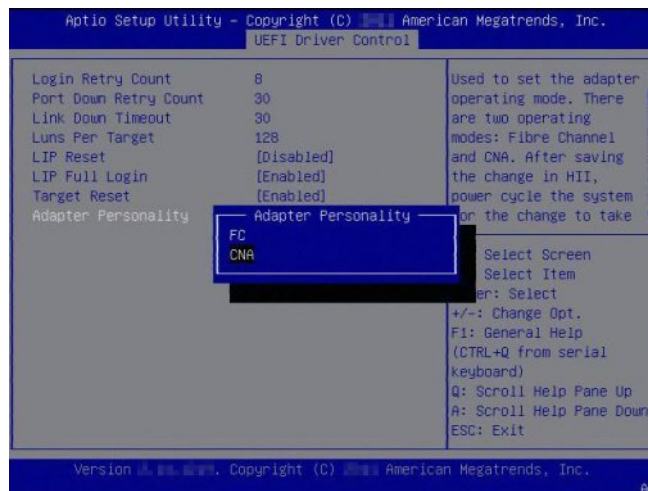 Aptio Setup Utility - Copyright (C) American Megatrends, Inc.
UEFI Driver Control
Login Retry Count 8
Port Down Retry Count 30
Link Down Timeout 30
Luns Per Target 128
LIP Reset [Disabled]
LIP Full Login [Enabled]
Target Reset [Enabled]
Adapter Personality
Adapter Personality
FC
CNA
Used to set the adapter
operating mode. There
are two operating
modes: Fibre Channel
and CNA. After saving
the change in HII,
power cycle the system
for the change to take
Select Screen
Select Item
er: Select
+/-: Change Opt.
F1: General Help
(CTRL+Q from serial
keyboard)
Q: Scroll Help Pane Up
A: Scroll Help Pane Down
ESC: Exit
Version . Copyright (C) American Megatrends, Inc.
A